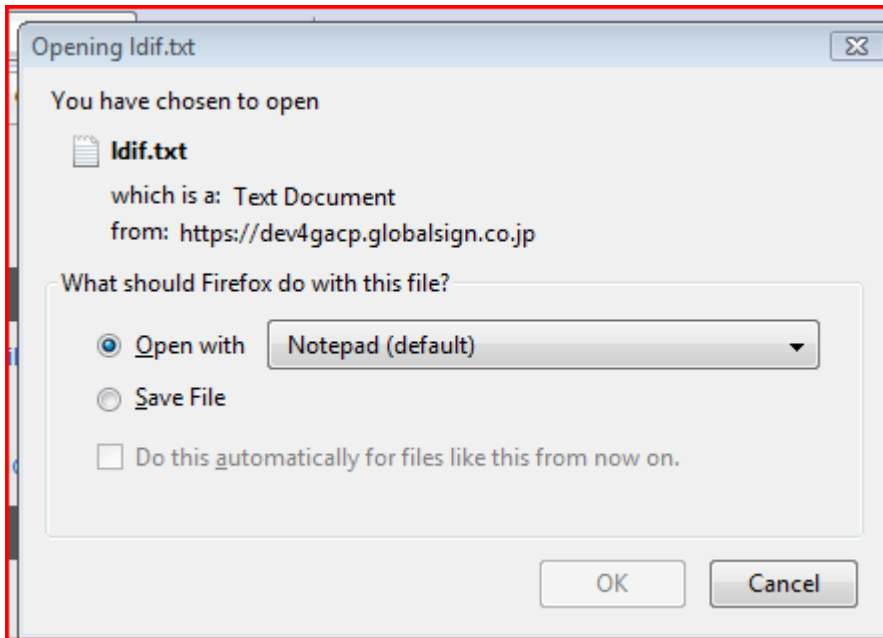 Opening ldif.txt
You have chosen to open
ldif.txt
which is a: Text Document
from: https://dev4gacp.globalsign.co.jp
What should Firefox do with this file?
Open with Notepad (default)
Save File
Do this automatically for files like this from now on.
OK Cancel